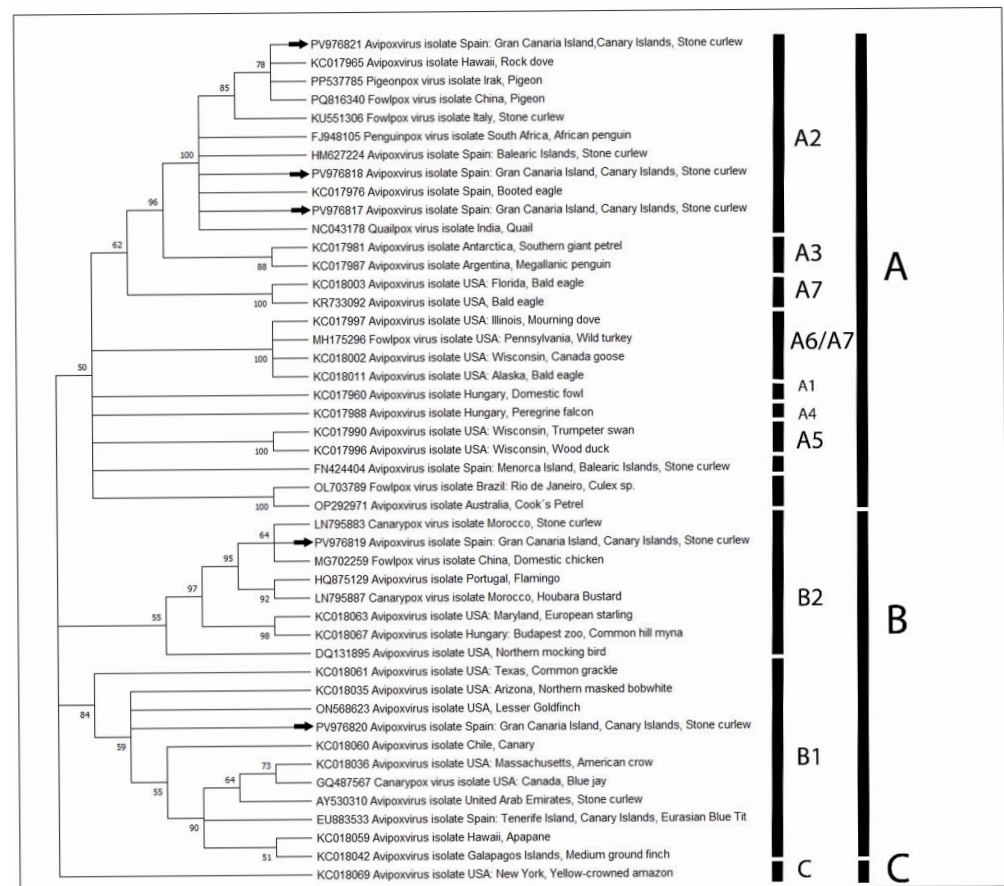 PV976821 Avipoxvirus isolate Spain: Gran Canaria Island,Canary Islands, Stone curlew
78 KC017965 Avipoxvirus isolate Hawaii, Rock dove
PP537785 Pigeonpox virus isolate Irak, Pigeon
85
PQ816340 Fowlpox virus isolate China, Pigeon
KU551306 Fowlpox virus isolate Italy, Stone curlew
FJ948105 Penguinpox virus isolate South Africa, African penguin
A2
100 HM627224 Avipoxvirus isolate Spain: Balearic Islands, Stone curlew
PV976818 Avipoxvirus isolate Spain: Gran Canaria Island, Canary Islands, Stone curlew
KC017976 Avipoxvirus isolate Spain, Booted eagle
96 PV976817 Avipoxvirus isolate Spain: Gran Canaria Island, Canary Islands, Stone curlew
NC043178 Quailpox virus isolate India, Quail
62 KC017981 Avipoxvirus isolate Antarctica, Southern giant petrel
A3
88 KC017987 Avipoxvirus isolate Argentina, Megallanic penguin
A
KC018003 Avipoxvirus isolate USA: Florida, Bald eagle
A7
100 KR733092 Avipoxvirus isolate USA, Bald eagle
KC017997 Avipoxvirus isolate USA: Illinois, Mourning dove
MH175296 Fowlpox virus isolate USA: Pennsylvania, Wild turkey
A6/A7
100 KC018002 Avipoxvirus isolate USA: Wisconsin, Canada goose
50 KC018011 Avipoxvirus isolate USA: Alaska, Bald eagle
KC017960 Avipoxvirus isolate Hungary, Domestic fowl
A1
KC017988 Avipoxvirus isolate Hungary, Peregrine falcon
A4
KC017990 Avipoxvirus isolate USA: Wisconsin, Trumpeter swan
A5
100 KC017996 Avipoxvirus isolate USA: Wisconsin, Wood duck
FN424404 Avipoxvirus isolate Spain: Menorca Island, Balearic Islands, Stone curlew
OL703789 Fowlpox virus isolate Brazil: Rio de Janeiro, Culex sp.
100 OP292971 Avipoxvirus isolate Australia, Cook´s Petrel
LN795883 Canarypox virus isolate Morocco, Stone curlew
64 PV976819 Avipoxvirus isolate Spain: Gran Canaria Island, Canary Islands, Stone curlew
95 MG702259 Fowlpox virus isolate China, Domestic chicken
HQ875129 Avipoxvirus isolate Portugal, Flamingo
97
B2
92 LN795887 Canarypox virus isolate Morocco, Houbara Bustard
55 KC018063 Avipoxvirus isolate USA: Maryland, European starling
B
98 KC018067 Avipoxvirus isolate Hungary: Budapest zoo, Common hill myna
DQ131895 Avipoxvirus isolate USA, Northern mocking bird
KC018061 Avipoxvirus isolate USA: Texas, Common grackle
KC018035 Avipoxvirus isolate USA: Arizona, Northern masked bobwhite
84 ON568623 Avipoxvirus isolate USA, Lesser Goldfinch
PV976820 Avipoxvirus isolate Spain: Gran Canaria Island, Canary Islands, Stone curlew
59 KC018060 Avipoxvirus isolate Chile, Canary
B1
73 KC018036 Avipoxvirus isolate USA: Massachusetts, American crow
64 GQ487567 Canarypox virus isolate USA: Canada, Blue jay
55 AY530310 Avipoxvirus isolate United Arab Emirates, Stone curlew
90 EU883533 Avipoxvirus isolate Spain: Tenerife Island, Canary Islands, Eurasian Blue Tit
KC018059 Avipoxvirus isolate Hawaii, Apapane
51 KC018042 Avipoxvirus isolate Galapagos Islands, Medium ground finch
KC018069 Avipoxvirus isolate USA: New York, Yellow-crowned amazon
C
C